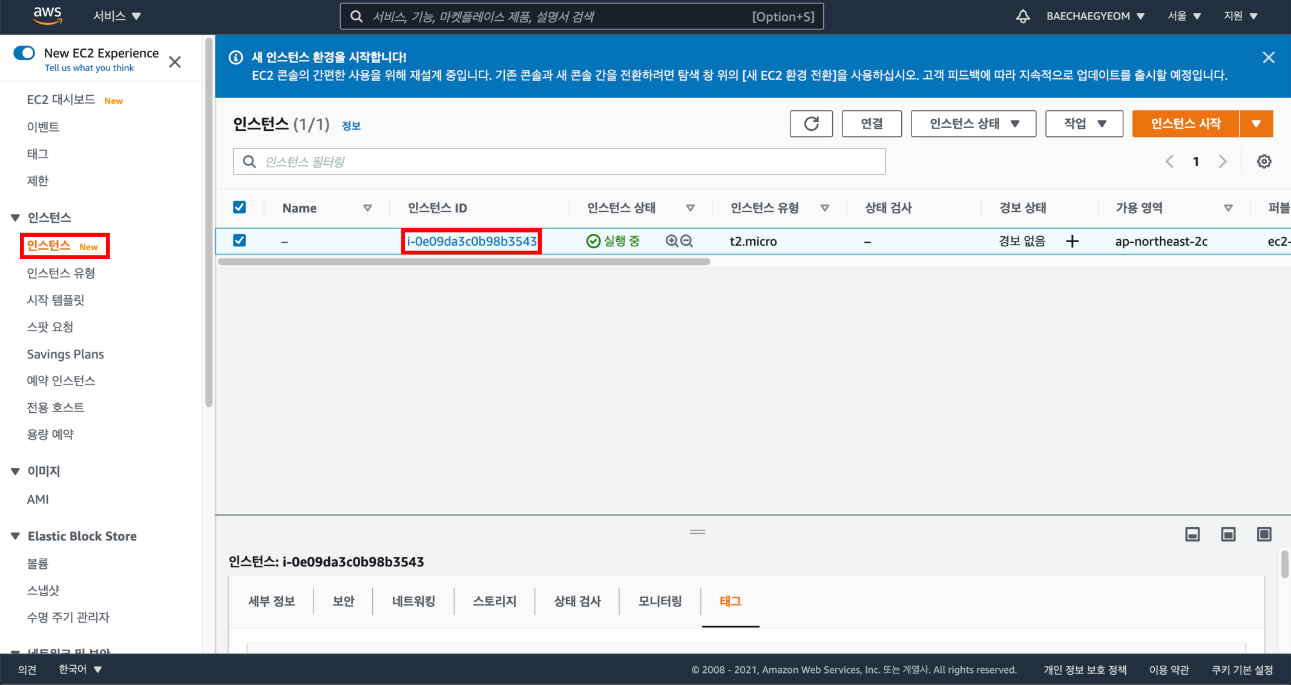 aws
서비스
서비스, 기능, 마켓플레이스 제품, 설명서 검색
[Option+S]
BAECHAEGYEOM
서울
지원
New EC2 Experience
Tell us what you think
EC2 대시보드 New
이벤트
태그
제한
인스턴스
인스턴스 New
인스턴스 유형
시작 템플릿
스팟 요청
Savings Plans
예약 인스턴스
전용 호스트
용량 예약
이미지
AMI
Elastic Block Store
볼륨
스냅샷
수명 주기 관리자
네트워크 및 보안
새 인스턴스 환경을 시작합니다!
EC2 콘솔의 간편한 사용을 위해 재설계 중입니다. 기존 콘솔과 새 콘솔 간을 전환하려면 탐색 창 위의 [새 EC2 환경 전환]을 사용하십시오. 고객 피드백에 따라 지속적으로 업데이트를 출시할 예정입니다.
인스턴스 (1/1) 정보
연결
인스턴스 상태
작업
인스턴스 시작
인스턴스 필터링
1
Name 인스턴스 ID 인스턴스 상태 인스턴스 유형 상태 검사 경보 상태 가용 영역 퍼블
– i-0e09da3c0b98b3543 실행 중 t2.micro – 경보 없음 + ap-northeast-2c ec2-
인스턴스: i-0e09da3c0b98b3543
세부 정보 보안 네트워킹 스토리지 상태 검사 모니터링 태그
의견
한국어
© 2008 - 2021, Amazon Web Services, Inc. 또는 계열사. All rights reserved.
개인 정보 보호 정책
이용 약관
쿠키 기본 설정